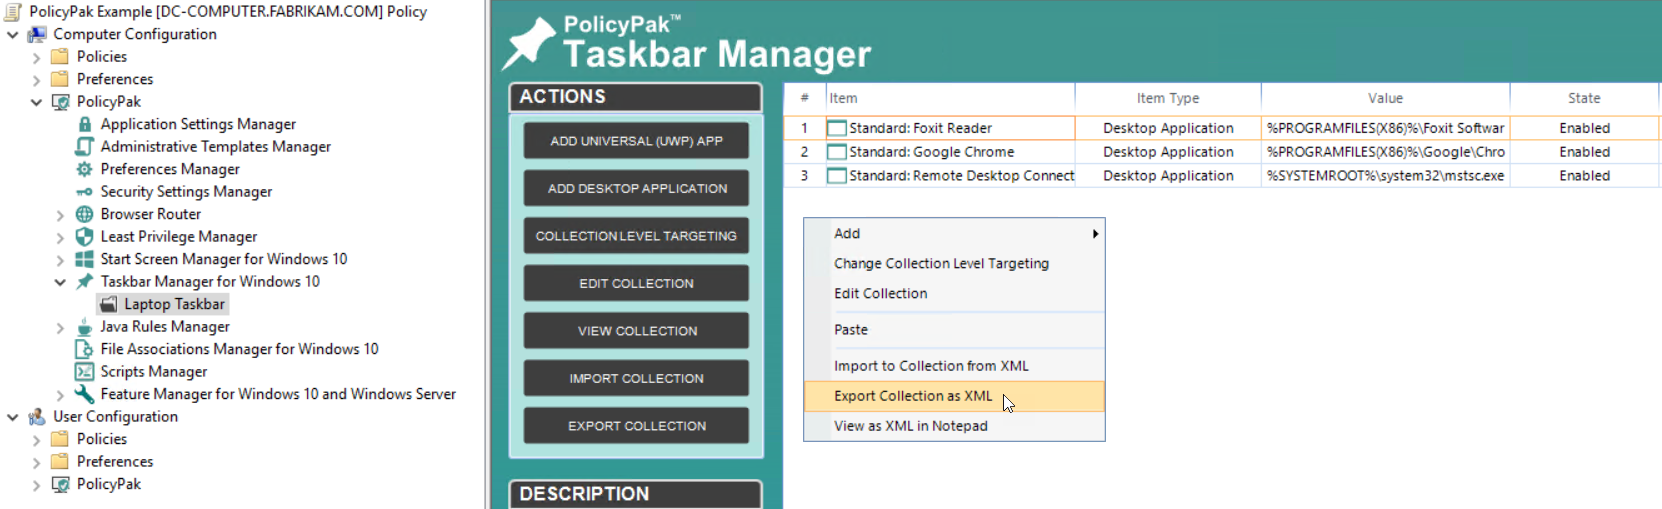 PolicyPak Example [DC-COMPUTER.FABRIKAM.COM] Policy
Computer Configuration
Policies
Preferences
PolicyPak
Application Settings Manager
Administrative Templates Manager
Preferences Manager
Security Settings Manager
Browser Router
Least Privilege Manager
Start Screen Manager for Windows 10
Taskbar Manager for Windows 10
Laptop Taskbar
Java Rules Manager
File Associations Manager for Windows 10
Scripts Manager
Feature Manager for Windows 10 and Windows Server
User Configuration
Policies
Preferences
PolicyPak
PolicyPak™
Taskbar Manager
ACTIONS
ADD UNIVERSAL (UWP) APP
ADD DESKTOP APPLICATION
COLLECTION LEVEL TARGETING
EDIT COLLECTION
VIEW COLLECTION
IMPORT COLLECTION
EXPORT COLLECTION
DESCRIPTION
# Item Item Type Value State
1 Standard: Foxit Reader Desktop Application %PROGRAMFILES(X86)%\Foxit Softwar Enabled
2 Standard: Google Chrome Desktop Application %PROGRAMFILES(X86)%\Google\Chro Enabled
3 Standard: Remote Desktop Connect Desktop Application %SYSTEMROOT%\system32\mstsc.exe Enabled
Add
Change Collection Level Targeting
Edit Collection
Paste
Import to Collection from XML
Export Collection as XML
View as XML in Notepad